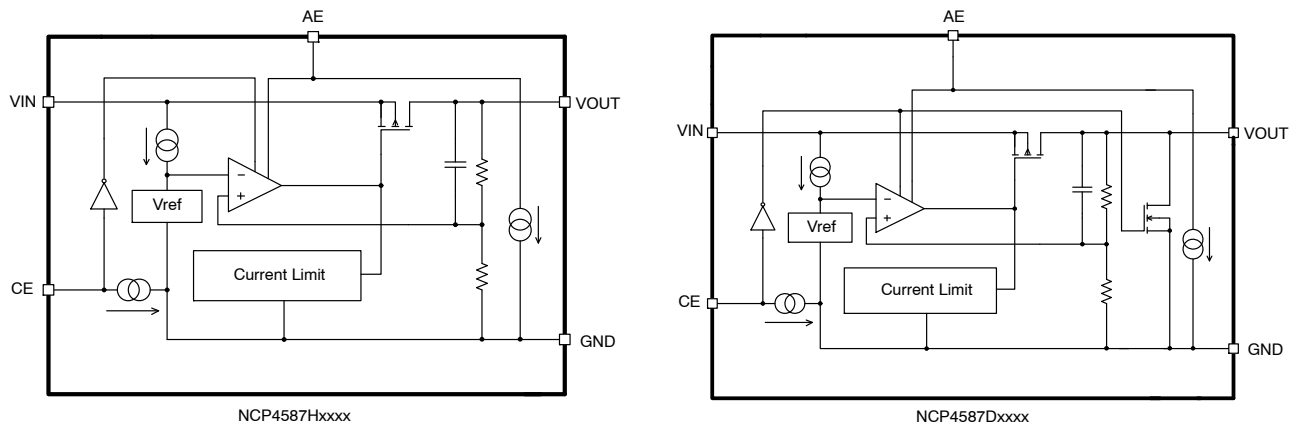 AE
VIN
VOUT
−
+
Vref
Current Limit
CE
GND
NCP4587Hxxxx
AE
VIN
VOUT
−
+
Vref
Current Limit
CE
GND
NCP4587Dxxxx